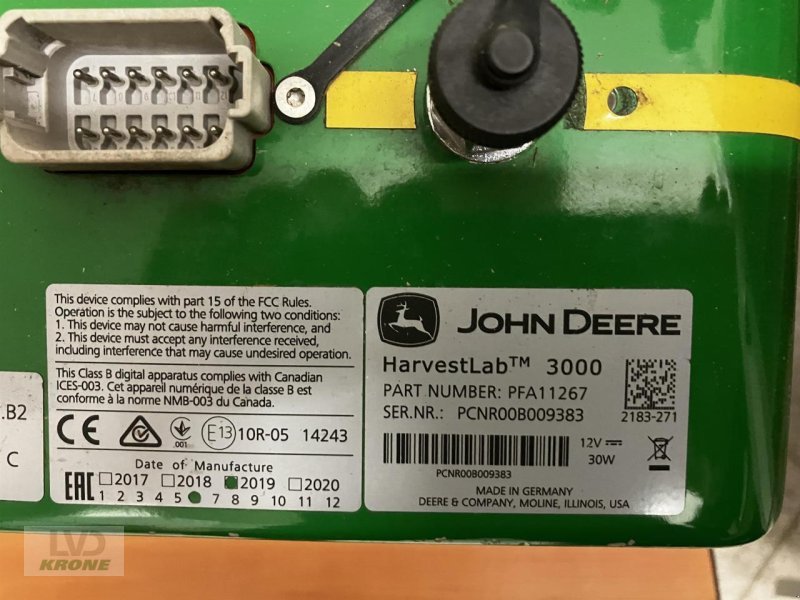 This device complies with part 15 of the FCC Rules.
Operation is the subject to the following two conditions:
1. This device may not cause harmful interference, and
2. This device must accept any interference received,
including interference that may cause undesired operation.
This Class B digital apparatus complies with Canadian
ICES-003. Cet appareil numérique de la classe B est
conforme à la norme NMB-003 du Canada.
CE .001 E13 10R-05 14243
Date of Manufacture
2017 2018 2019 2020
EAC 1 2 3 4 5 8 9 10 11 12
JOHN DEERE
HarvestLab™ 3000
PART NUMBER: PFA11267
SER.NR.: PCNR00B009383
2183-271
12V
30W
PCNR00B009383
MADE IN GERMANY
DEERE & COMPANY, MOLINE, ILLINOIS, USA
.B2
C
LVD
KRONE